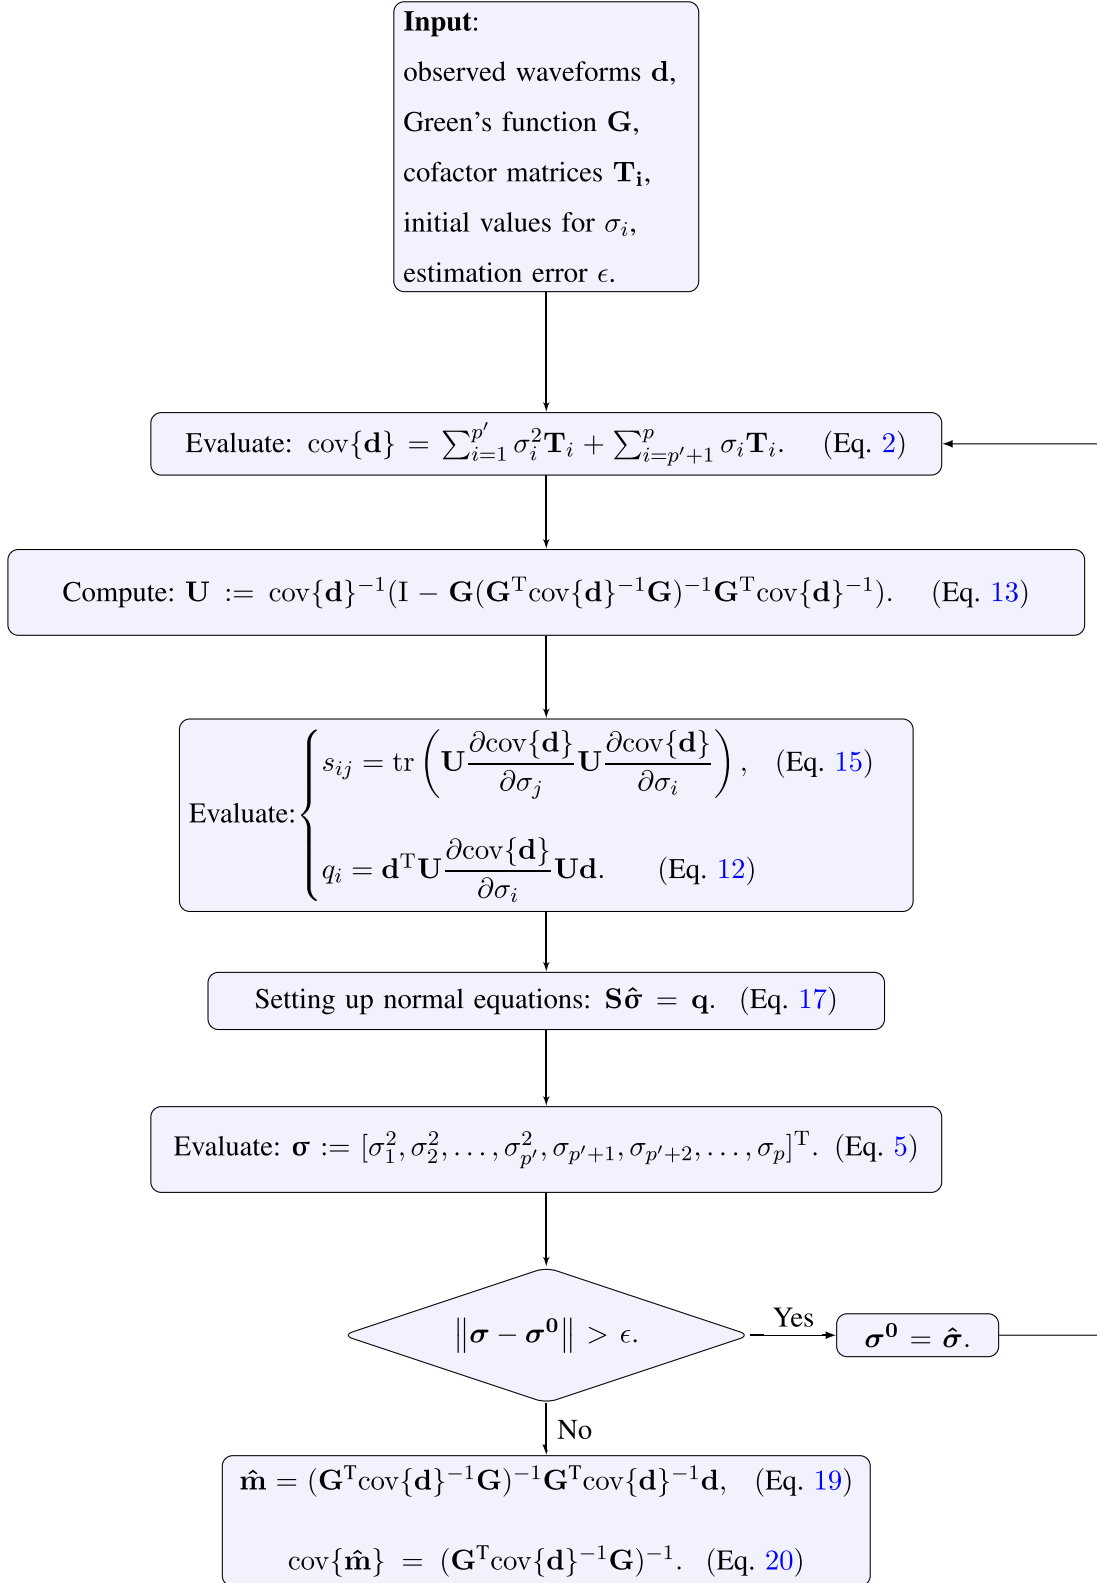 Input:
observed waveforms d,
Green's function G,
cofactor matrices T_i,
initial values for σ_i,
estimation error ϵ.
Evaluate: cov{d} = ∑_{i=1}^{p′} σ_i^2 T_i + ∑_{i=p′+1}^{p} σ_i T_i. (Eq. 2)
Compute: U := cov{d}^{−1}(I − G(G^T cov{d}^{−1}G)^{−1}G^T cov{d}^{−1}). (Eq. 13)
Evaluate: { s_{ij} = tr ( U ∂cov{d}/∂σ_j U ∂cov{d}/∂σ_i ), (Eq. 15)
q_i = d^T U ∂cov{d}/∂σ_i Ud. (Eq. 12)
Setting up normal equations: Sσ̂ = q. (Eq. 17)
Evaluate: σ := [σ_1^2, σ_2^2, . . . , σ_{p′}^2, σ_{p′+1}, σ_{p′+2}, . . . , σ_p]^T. (Eq. 5)
‖σ − σ^0‖ > ϵ.
Yes
σ^0 = σ̂.
No
m̂ = (G^T cov{d}^{−1}G)^{−1}G^T cov{d}^{−1}d, (Eq. 19)
cov{m̂} = (G^T cov{d}^{−1}G)^{−1}. (Eq. 20)